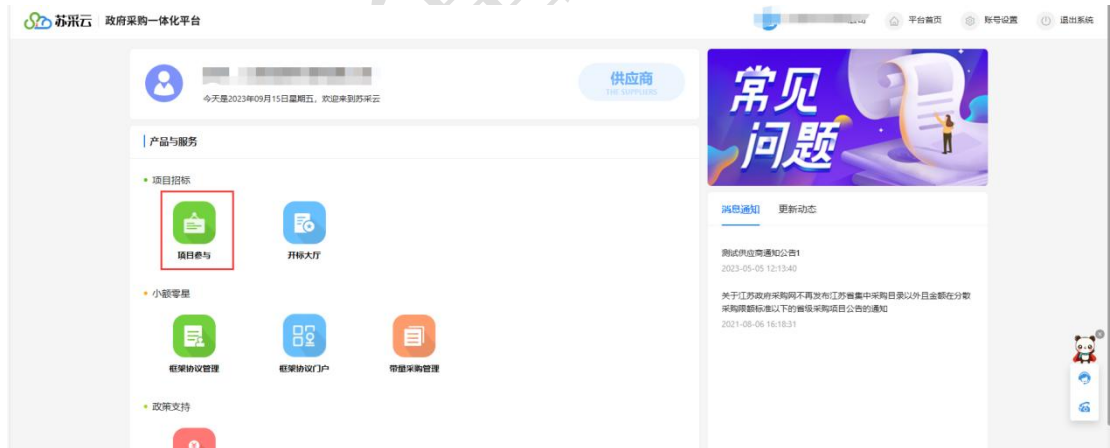 苏采云 政府采购一体化平台
平台首页 账号设置 退出系统
今天是2023年09月15日星期五，欢迎来到苏采云
供应商
THE SUPPLIERS
产品与服务
项目招标
项目参与 开标大厅
小额零星
框架协议管理 框架协议门户 带量采购管理
政策支持
常见
问题
消息通知 更新动态
测试供应商通知公告1
2023-05-05 12:13:40
关于江苏政府采购网不再发布江苏省集中采购目录以外且金额在分散
采购限额标准以下的省级采购项目公告的通知
2021-08-06 16:18:31